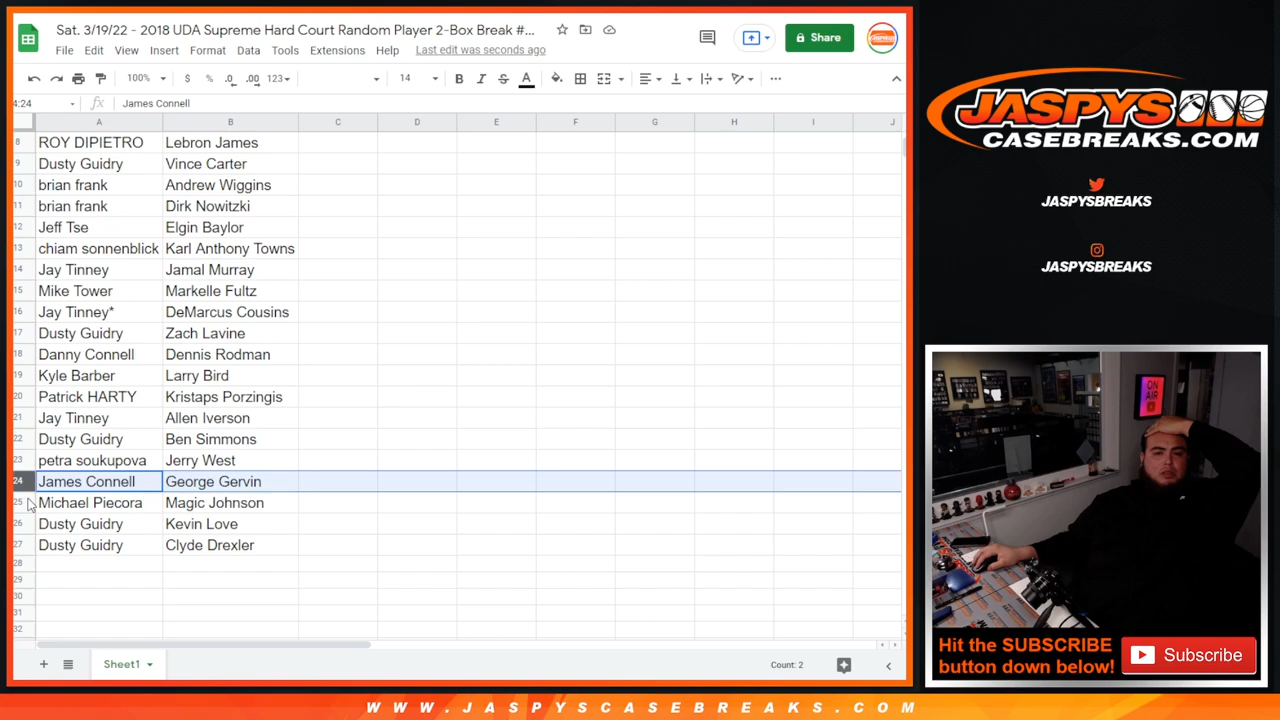 Sat. 3/19/22 - 2018 UDA Supreme Hard Court Random Player 2-Box Break #...
File Edit View Insert Format Data Tools Extensions Help Last edit was seconds ago
Share
100% $ % .0 .00 123 14 B I S A
4:24 fx James Connell
A B C D E F G H I J
8 ROY DIPIETRO Lebron James
9 Dusty Guidry Vince Carter
10 brian frank Andrew Wiggins
11 brian frank Dirk Nowitzki
12 Jeff Tse Elgin Baylor
13 chiam sonnenblick Karl Anthony Towns
14 Jay Tinney Jamal Murray
15 Mike Tower Markelle Fultz
16 Jay Tinney* DeMarcus Cousins
17 Dusty Guidry Zach Lavine
18 Danny Connell Dennis Rodman
19 Kyle Barber Larry Bird
20 Patrick HARTY Kristaps Porzingis
21 Jay Tinney Allen Iverson
22 Dusty Guidry Ben Simmons
23 petra soukupova Jerry West
24 James Connell George Gervin
25 Michael Piecora Magic Johnson
26 Dusty Guidry Kevin Love
27 Dusty Guidry Clyde Drexler
28
29
30
31
32
Sheet1
Count: 2
JASPYS
CASEBREAKS.COM
JASPYSBREAKS
JASPYSBREAKS
ON
AIR
Hit the SUBSCRIBE
button down below!
Subscribe
WWW.JASPYSCASEBREAKS.COM